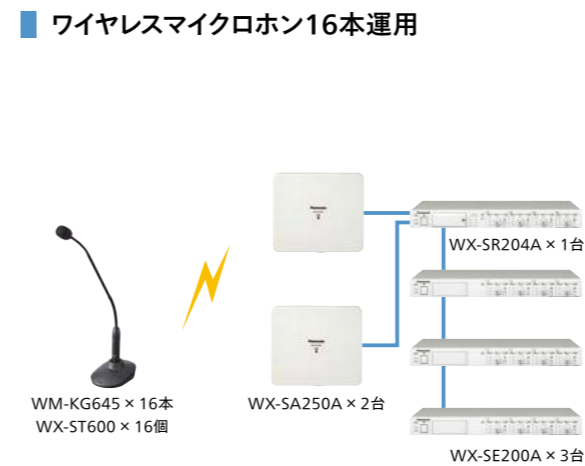 ワイヤレスマイクロホン16本運用
Panasonic
WX-SR204A × 1台
Panasonic
WM-KG645 × 16本
WX-ST600 × 16個
WX-SA250A × 2台
WX-SE200A × 3台